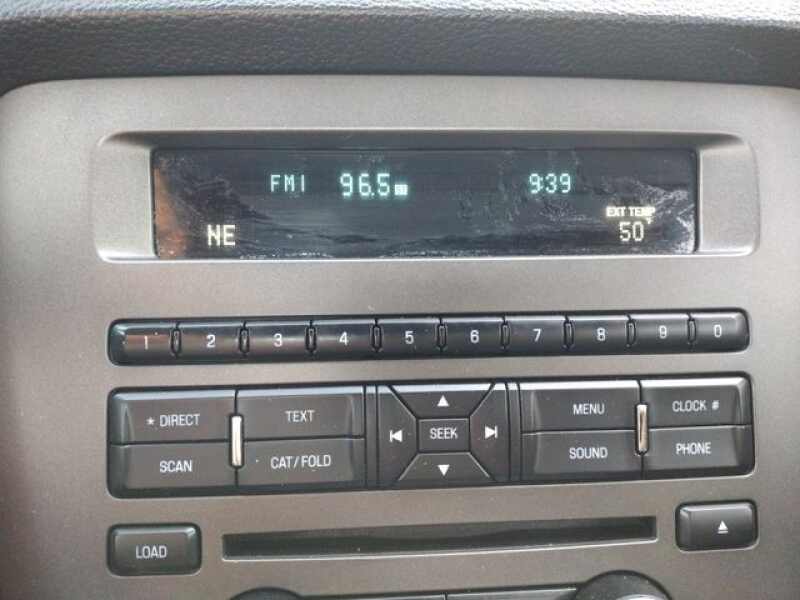 FM1 96.5 9:39
EXT TEMP
NE 50°
1 2 3 4 5 6 7 8 9 0
* DIRECT TEXT MENU CLOCK #
SEEK
SCAN CAT/FOLD SOUND PHONE
LOAD